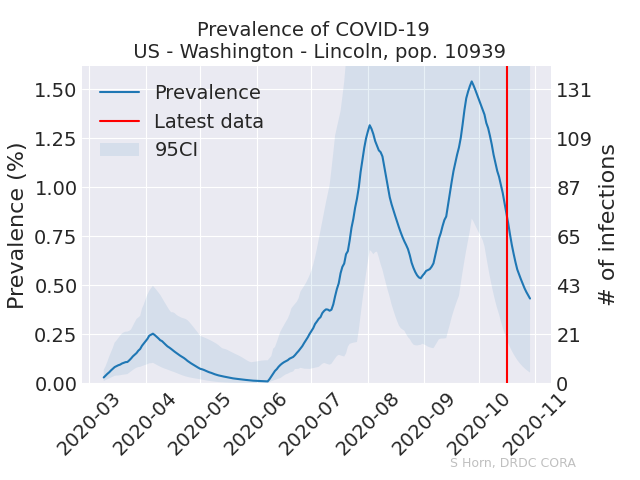 Prevalence of COVID-19
US - Washington - Lincoln, pop. 10939
Prevalence (%)
1.50
1.25
1.00
0.75
0.50
0.25
0.00
Prevalence
Latest data
95CI
131
109
87
65
43
21
0
# of infections
2020-03
2020-04
2020-05
2020-06
2020-07
2020-08
2020-09
2020-10
2020-11
S Horn, DRDC CORA